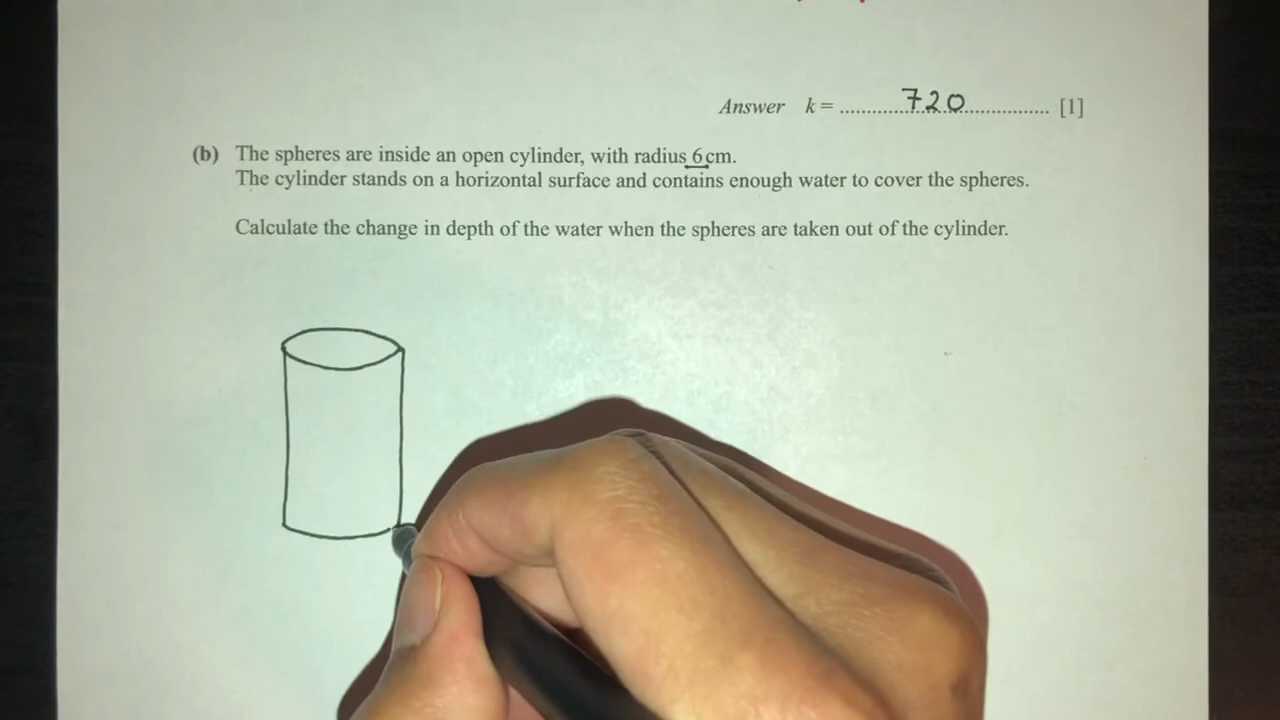 Answer k = ........720........ [1]
(b) The spheres are inside an open cylinder, with radius 6 cm.
The cylinder stands on a horizontal surface and contains enough water to cover the spheres.
Calculate the change in depth of the water when the spheres are taken out of the cylinder.